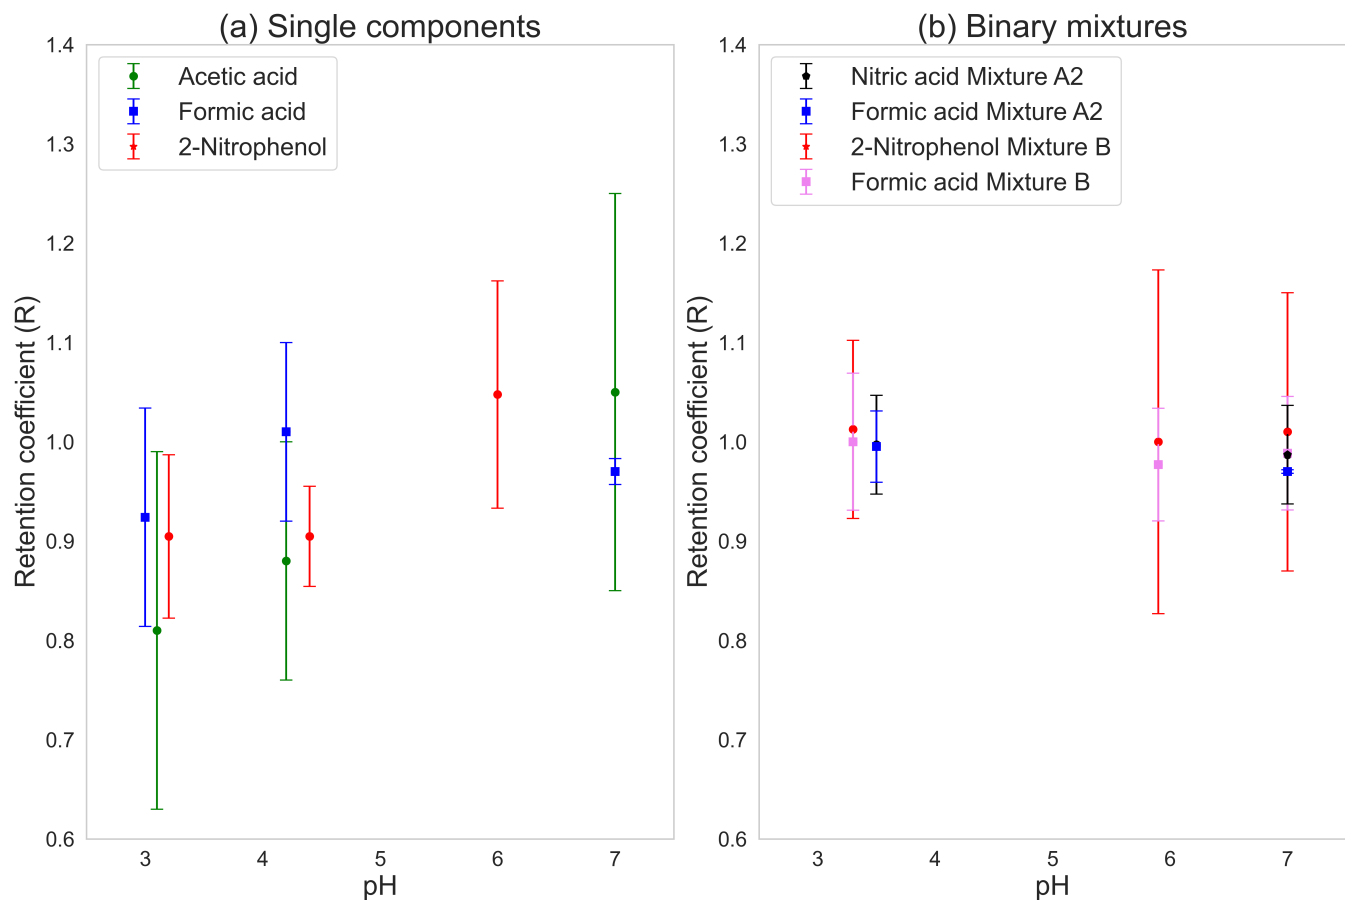 (a) Single components
1.4
1.3
1.2
1.1
1.0
0.9
0.8
0.7
0.6
Retention coefficient (R)
Acetic acid
Formic acid
2-Nitrophenol
3 4 5 6 7
pH
(b) Binary mixtures
1.4
1.3
1.2
1.1
1.0
0.9
0.8
0.7
0.6
Retention coefficient (R)
Nitric acid Mixture A2
Formic acid Mixture A2
2-Nitrophenol Mixture B
Formic acid Mixture B
3 4 5 6 7
pH